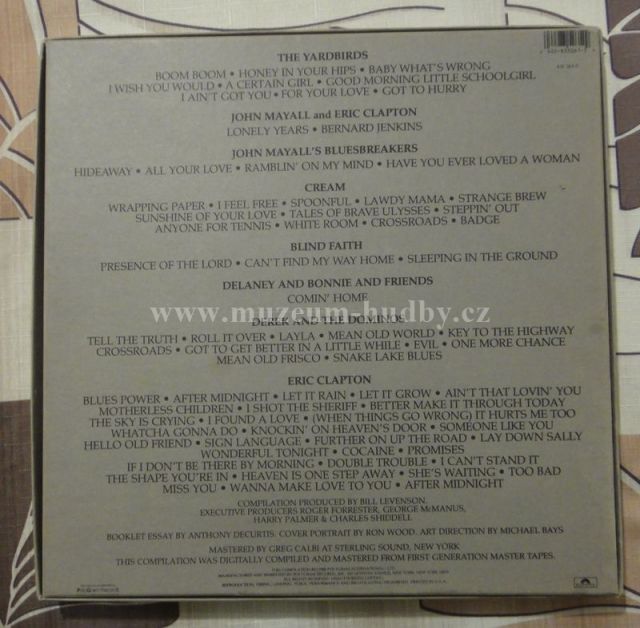 THE YARDBIRDS
BOOM BOOM • HONEY IN YOUR HIPS • BABY WHAT'S WRONG
I WISH YOU WOULD • A CERTAIN GIRL • GOOD MORNING LITTLE SCHOOLGIRL
I AIN'T GOT YOU • FOR YOUR LOVE • GOT TO HURRY
JOHN MAYALL and ERIC CLAPTON
LONELY YEARS • BERNARD JENKINS
JOHN MAYALL'S BLUESBREAKERS
HIDEAWAY • ALL YOUR LOVE • RAMBLIN' ON MY MIND • HAVE YOU EVER LOVED A WOMAN
CREAM
WRAPPING PAPER • I FEEL FREE • SPOONFUL • LAWDY MAMA • STRANGE BREW
SUNSHINE OF YOUR LOVE • TALES OF BRAVE ULYSSES • STEPPIN' OUT
ANYONE FOR TENNIS • WHITE ROOM • CROSSROADS • BADGE
BLIND FAITH
PRESENCE OF THE LORD • CAN'T FIND MY WAY HOME • SLEEPING IN THE GROUND
DELANEY AND BONNIE AND FRIENDS
COMIN' HOME
www.muzeum-hudby.cz
DEREK AND THE DOMINOS
TELL THE TRUTH • ROLL IT OVER • LAYLA • MEAN OLD WORLD • KEY TO THE HIGHWAY
CROSSROADS • GOT TO GET BETTER IN A LITTLE WHILE • EVIL • ONE MORE CHANCE
MEAN OLD FRISCO • SNAKE LAKE BLUES
ERIC CLAPTON
BLUES POWER • AFTER MIDNIGHT • LET IT RAIN • LET IT GROW • AIN'T THAT LOVIN' YOU
MOTHERLESS CHILDREN • I SHOT THE SHERIFF • BETTER MAKE IT THROUGH TODAY
THE SKY IS CRYING • I FOUND A LOVE • (WHEN THINGS GO WRONG) IT HURTS ME TOO
WHATCHA GONNA DO • KNOCKIN' ON HEAVEN'S DOOR • SOMEONE LIKE YOU
HELLO OLD FRIEND • SIGN LANGUAGE • FURTHER ON UP THE ROAD • LAY DOWN SALLY
WONDERFUL TONIGHT • COCAINE • PROMISES
IF I DON'T BE THERE BY MORNING • DOUBLE TROUBLE • I CAN'T STAND IT
THE SHAPE YOU'RE IN • HEAVEN IS ONE STEP AWAY • SHE'S WAITING • TOO BAD
MISS YOU • WANNA MAKE LOVE TO YOU • AFTER MIDNIGHT
COMPILATION PRODUCED BY BILL LEVENSON.
EXECUTIVE PRODUCERS ROGER FORRESTER, GEORGE McMANUS,
HARRY PALMER & CHARLES SHIDDELL
BOOKLET ESSAY BY ANTHONY DECURTIS. COVER PORTRAIT BY RON WOOD. ART DIRECTION BY MICHAEL BAYS
MASTERED BY GREG CALBI AT STERLING SOUND, NEW YORK
THIS COMPILATION WAS DIGITALLY COMPILED AND MASTERED FROM FIRST GENERATION MASTER TAPES.